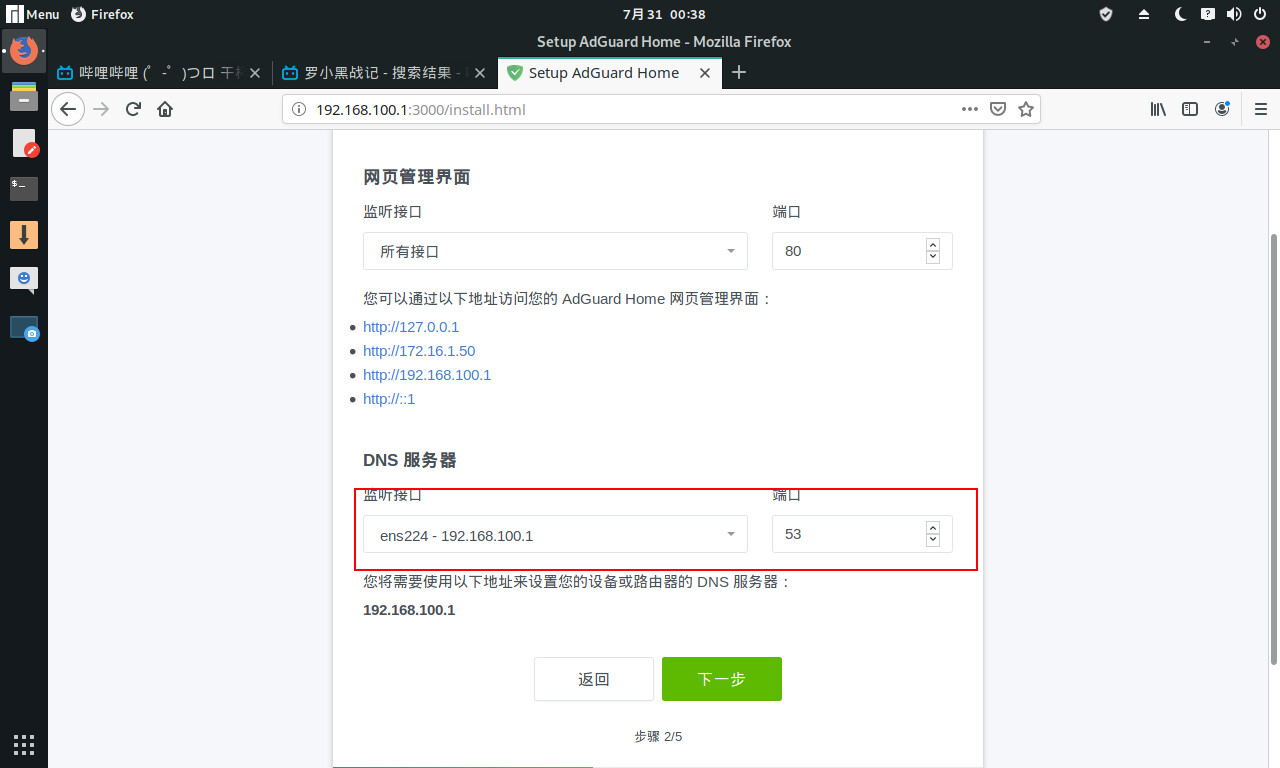 Menu Firefox 7月31 00:38
Setup AdGuard Home - Mozilla Firefox
哔哩哔哩 (゜-゜)つロ 干 罗小黑战记 - 搜索结果 - Setup AdGuard Home
192.168.100.1:3000/install.html
网页管理界面
监听接口 端口
所有接口 80
您可以通过以下地址访问您的 AdGuard Home 网页管理界面：
http://127.0.0.1
http://172.16.1.50
http://192.168.100.1
http://::1
DNS 服务器
监听接口 端口
ens224 - 192.168.100.1 53
您将需要使用以下地址来设置您的设备或路由器的 DNS 服务器：
192.168.100.1
返回 下一步
步骤 2/5